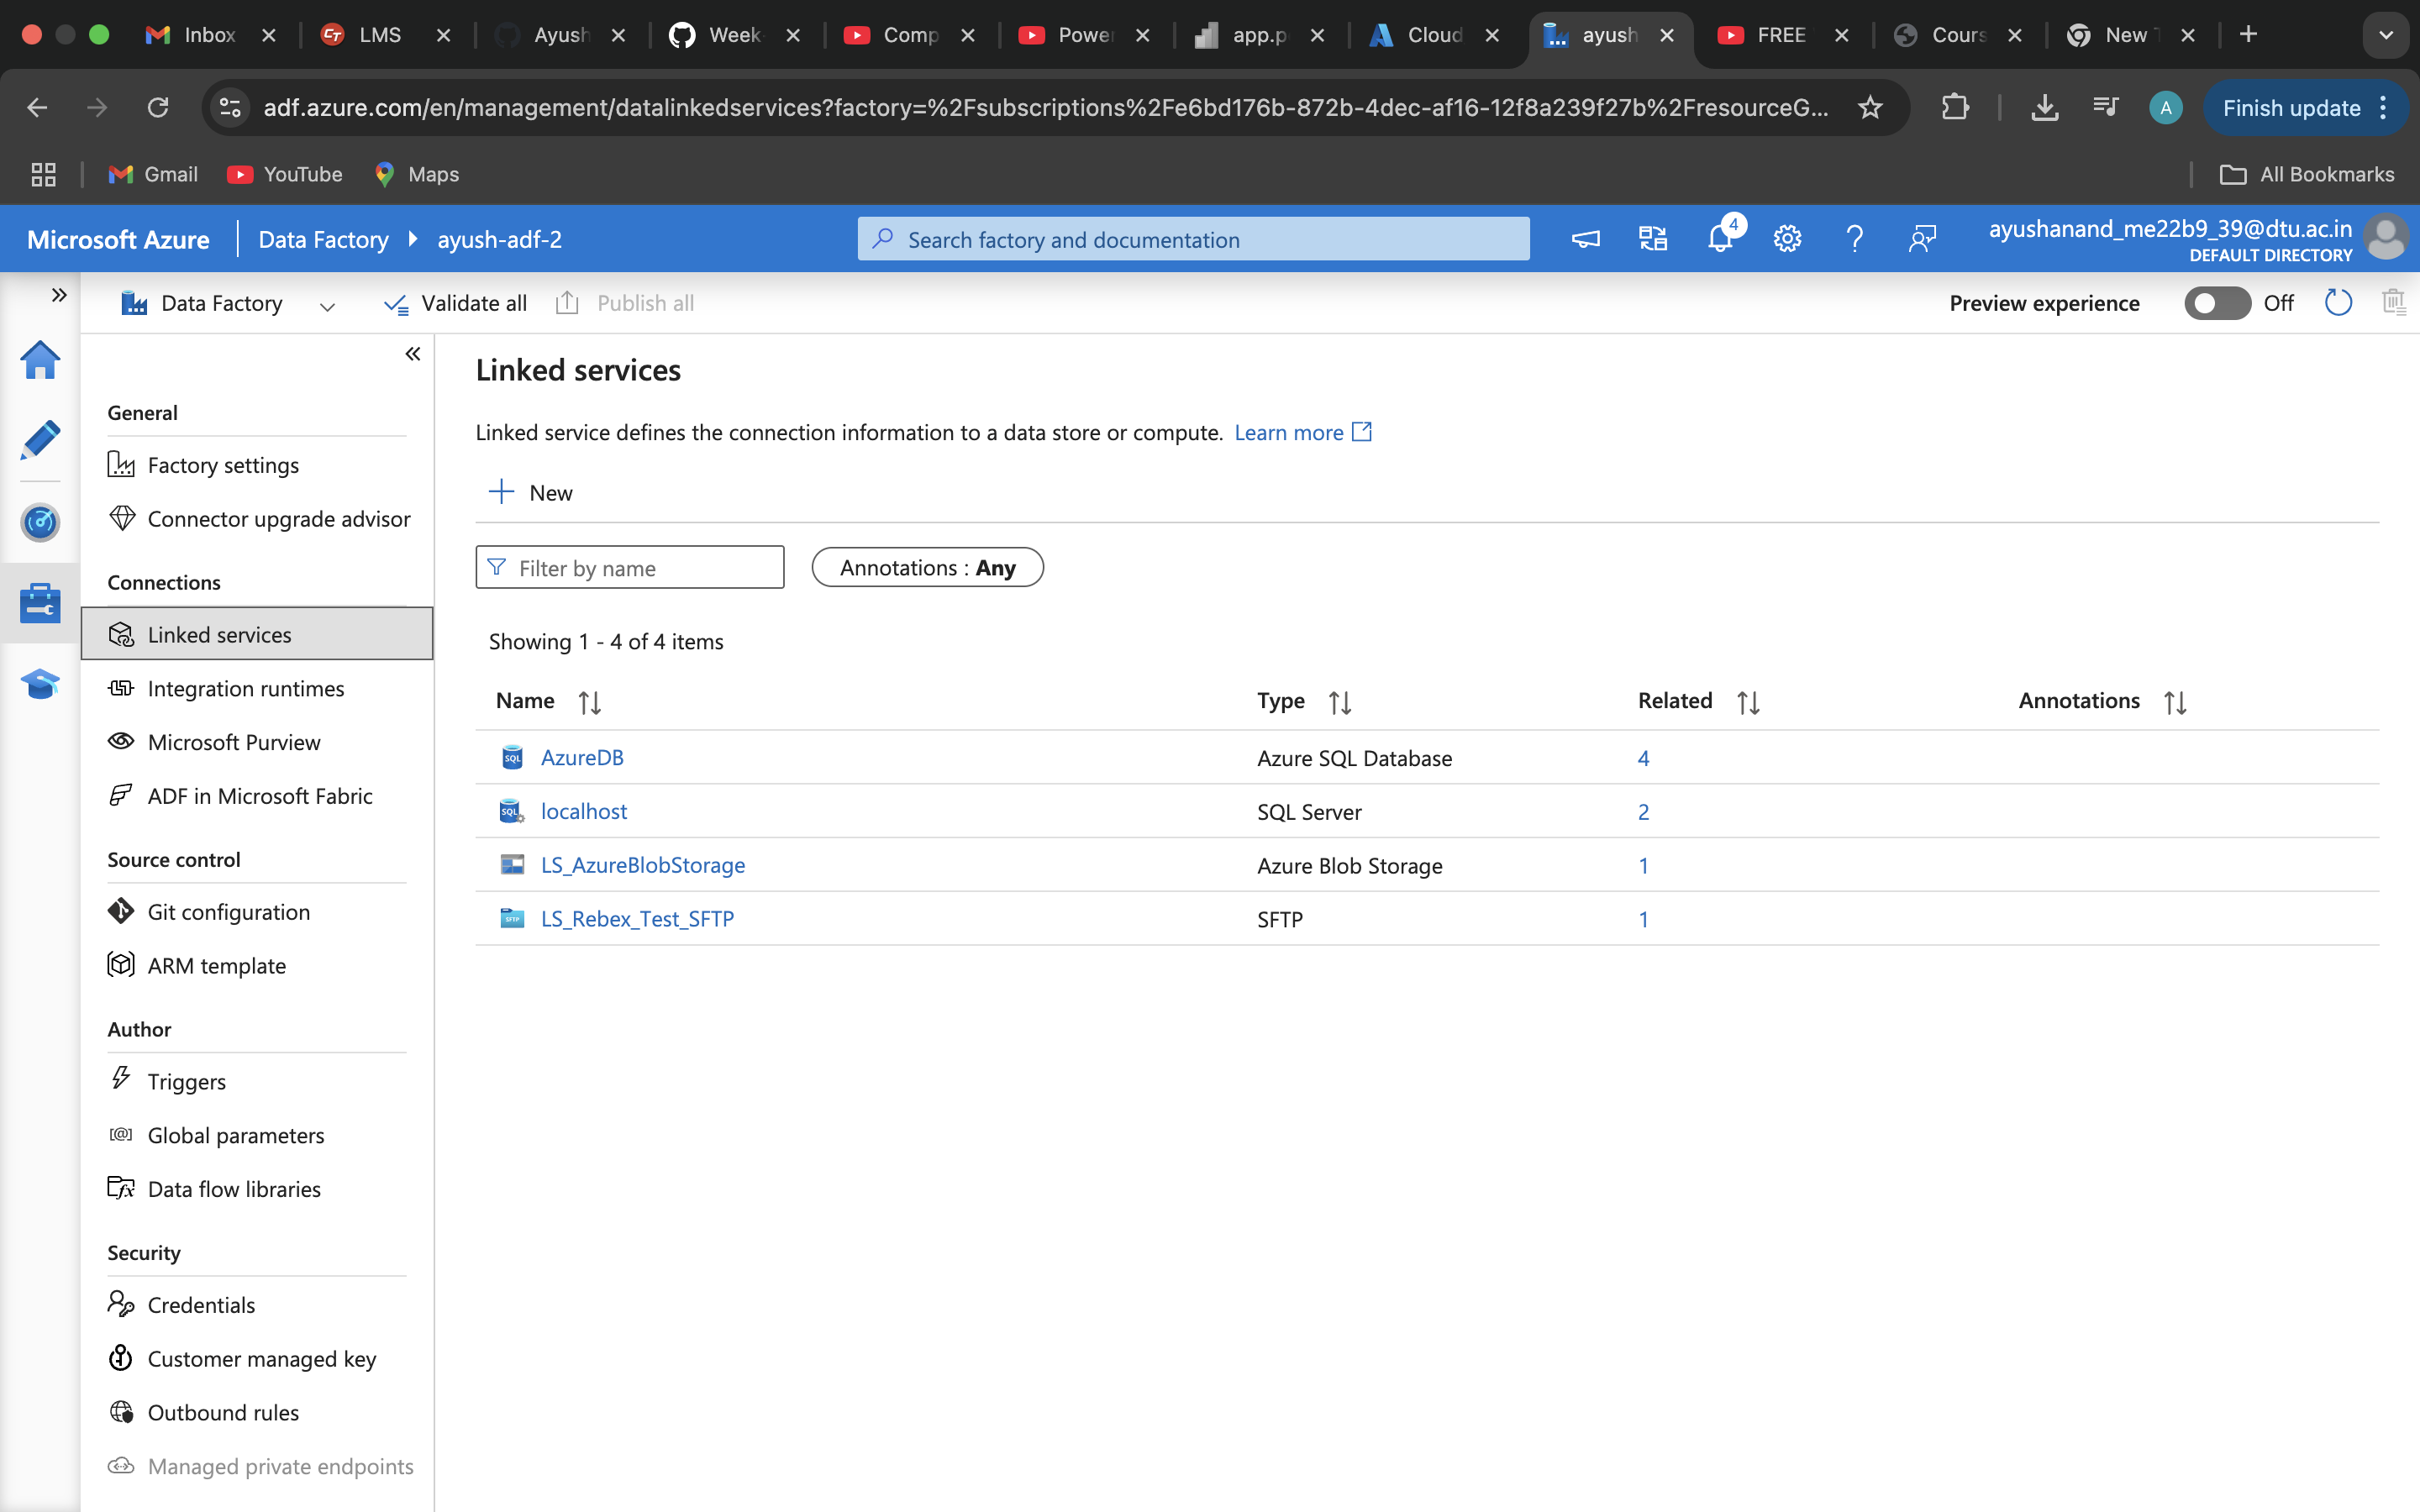 Inbox
LMS
Ayush
Week
Comp
Power
app.p
Cloud
ayush
FREE
Cours
New T
adf.azure.com/en/management/datalinkedservices?factory=%2Fsubscriptions%2Fe6bd176b-872b-4dec-af16-12f8a239f27b%2FresourceG...
A
Finish update
Gmail
YouTube
Maps
All Bookmarks
Microsoft Azure
Data Factory
ayush-adf-2
Search factory and documentation
4
ayushanand_me22b9_39@dtu.ac.in
DEFAULT DIRECTORY
Data Factory
Validate all
Publish all
Preview experience
Off
General
Factory settings
Connector upgrade advisor
Connections
Linked services
Integration runtimes
Microsoft Purview
ADF in Microsoft Fabric
Source control
Git configuration
ARM template
Author
Triggers
Global parameters
Data flow libraries
Security
Credentials
Customer managed key
Outbound rules
Managed private endpoints
Linked services
Linked service defines the connection information to a data store or compute. Learn more
New
Filter by name
Annotations : Any
Showing 1 - 4 of 4 items
Name Type Related Annotations
AzureDB Azure SQL Database 4
localhost SQL Server 2
LS_AzureBlobStorage Azure Blob Storage 1
LS_Rebex_Test_SFTP SFTP 1